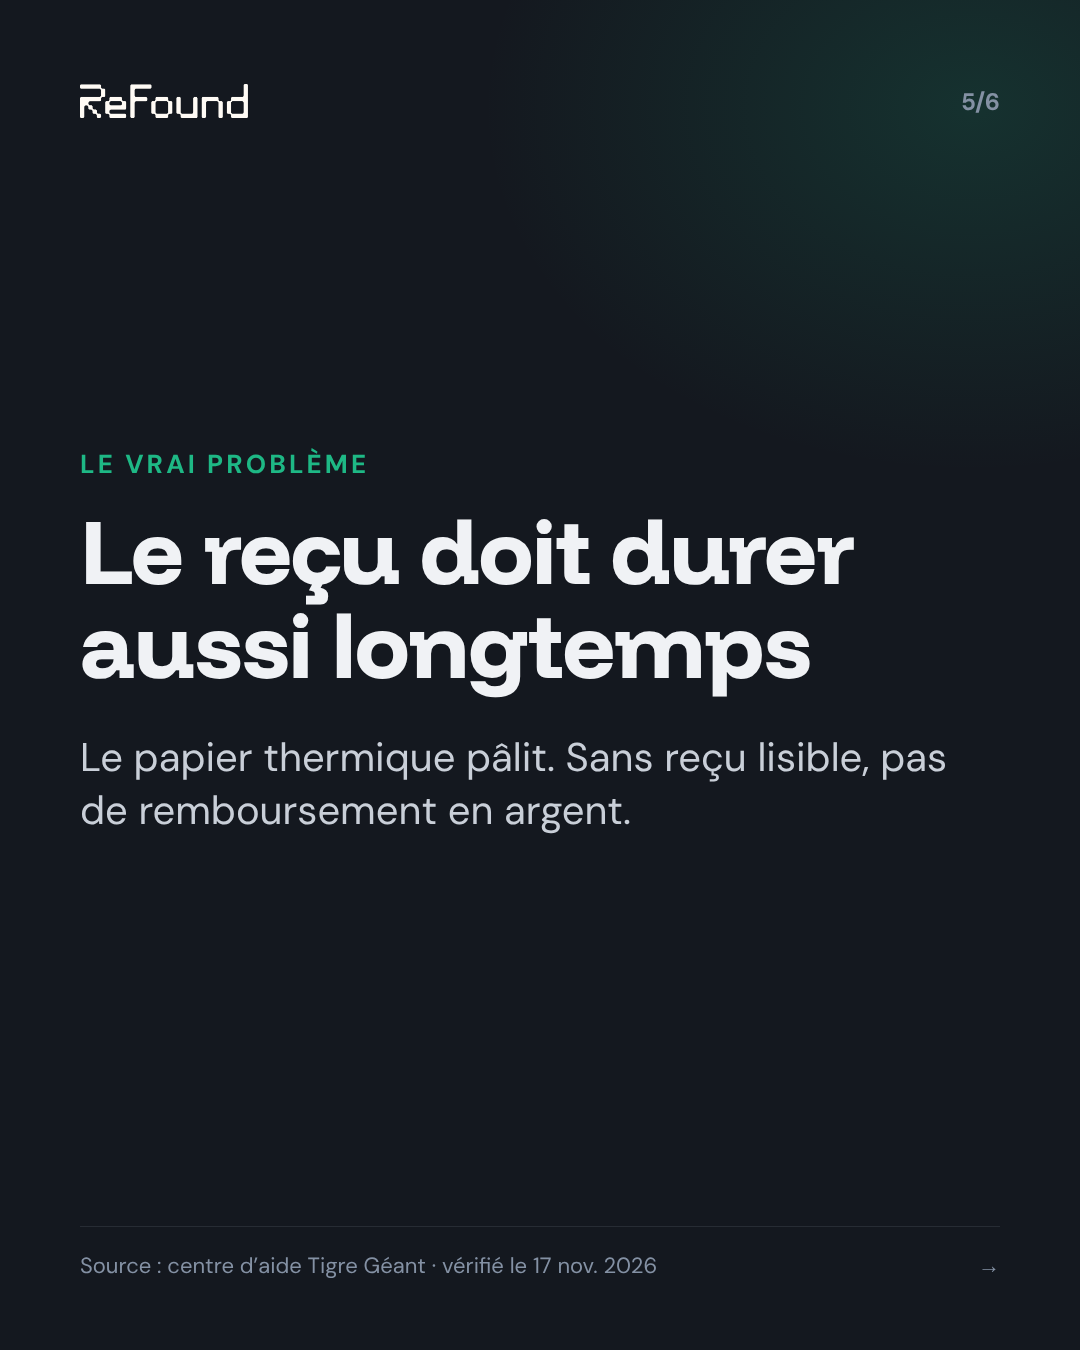 ReFound
5/6
LE VRAI PROBLÈME
Le reçu doit durer
aussi longtemps
Le papier thermique pâlit. Sans reçu lisible, pas
de remboursement en argent.
Source : centre d’aide Tigre Géant · vérifié le 17 nov. 2026
→